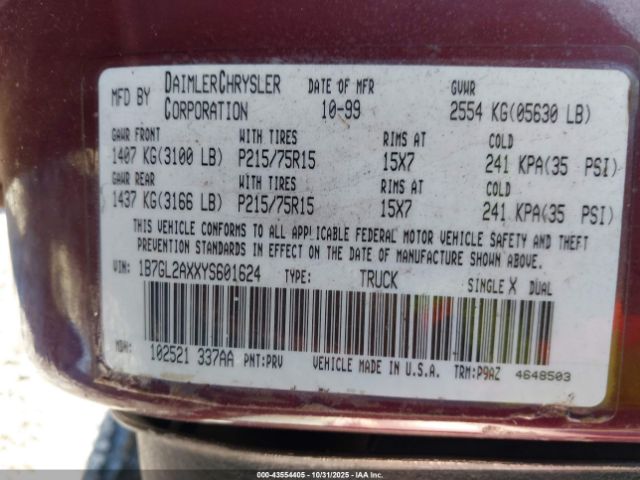 MFD BY DAIMLERCHRYSLER CORPORATION DATE OF MFR 10-99 GVWR 2554 KG(05630 LB)
GAWR FRONT WITH TIRES RIMS AT COLD
1407 KG(3100 LB) P215/75R15 15X7 241 KPA(35 PSI)
GAWR REAR WITH TIRES RIMS AT COLD
1437 KG(3166 LB) P215/75R15 15X7 241 KPA(35 PSI)
THIS VEHICLE CONFORMS TO ALL APPLICABLE FEDERAL MOTOR VEHICLE SAFETY AND THEFT
PREVENTION STANDARDS IN EFFECT ON THE DATE OF MANUFACTURE SHOWN ABOVE.
VIN: 1B7GL2AXXYS601624 TYPE: TRUCK SINGLE X DUAL
MDH: 102521 337AA PNT:PRV VEHICLE MADE IN U.S.A. TRM:P9AZ 4648503
000-43554405 - 10/31/2025 - IAAI.COM